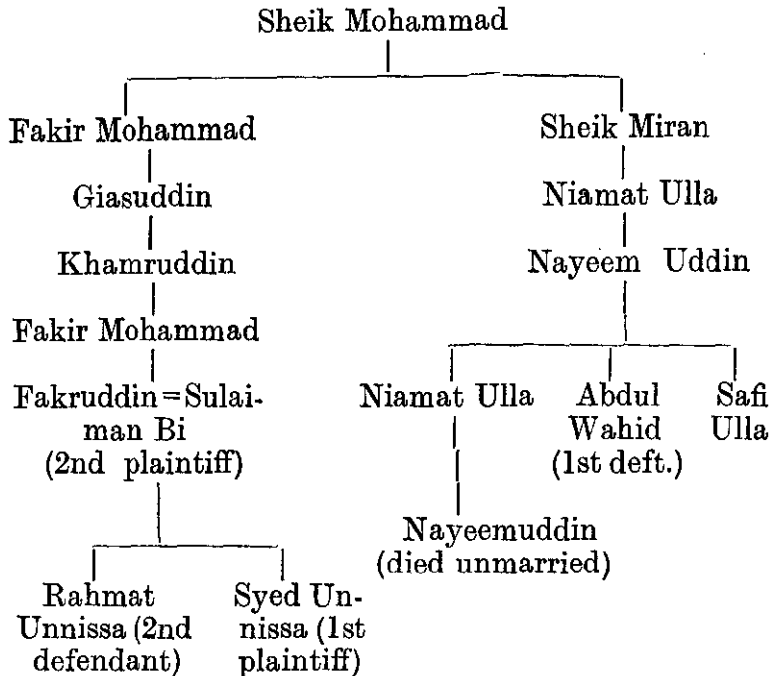 Sheik Mohammad
Fakir Mohammad Sheik Miran
Giasuddin Niamat Ulla
Khamruddin Nayeem Uddin
Fakir Mohammad
Fakruddin=Sulai- Niamat Ulla Abdul Safi
man Bi Wahid Ulla
(2nd plaintiff) (1st deft.)
Nayeemuddin
(died unmarried)
Rahmat Syed Un-
Unnissa (2nd nissa (1st
defendant) plaintiff)